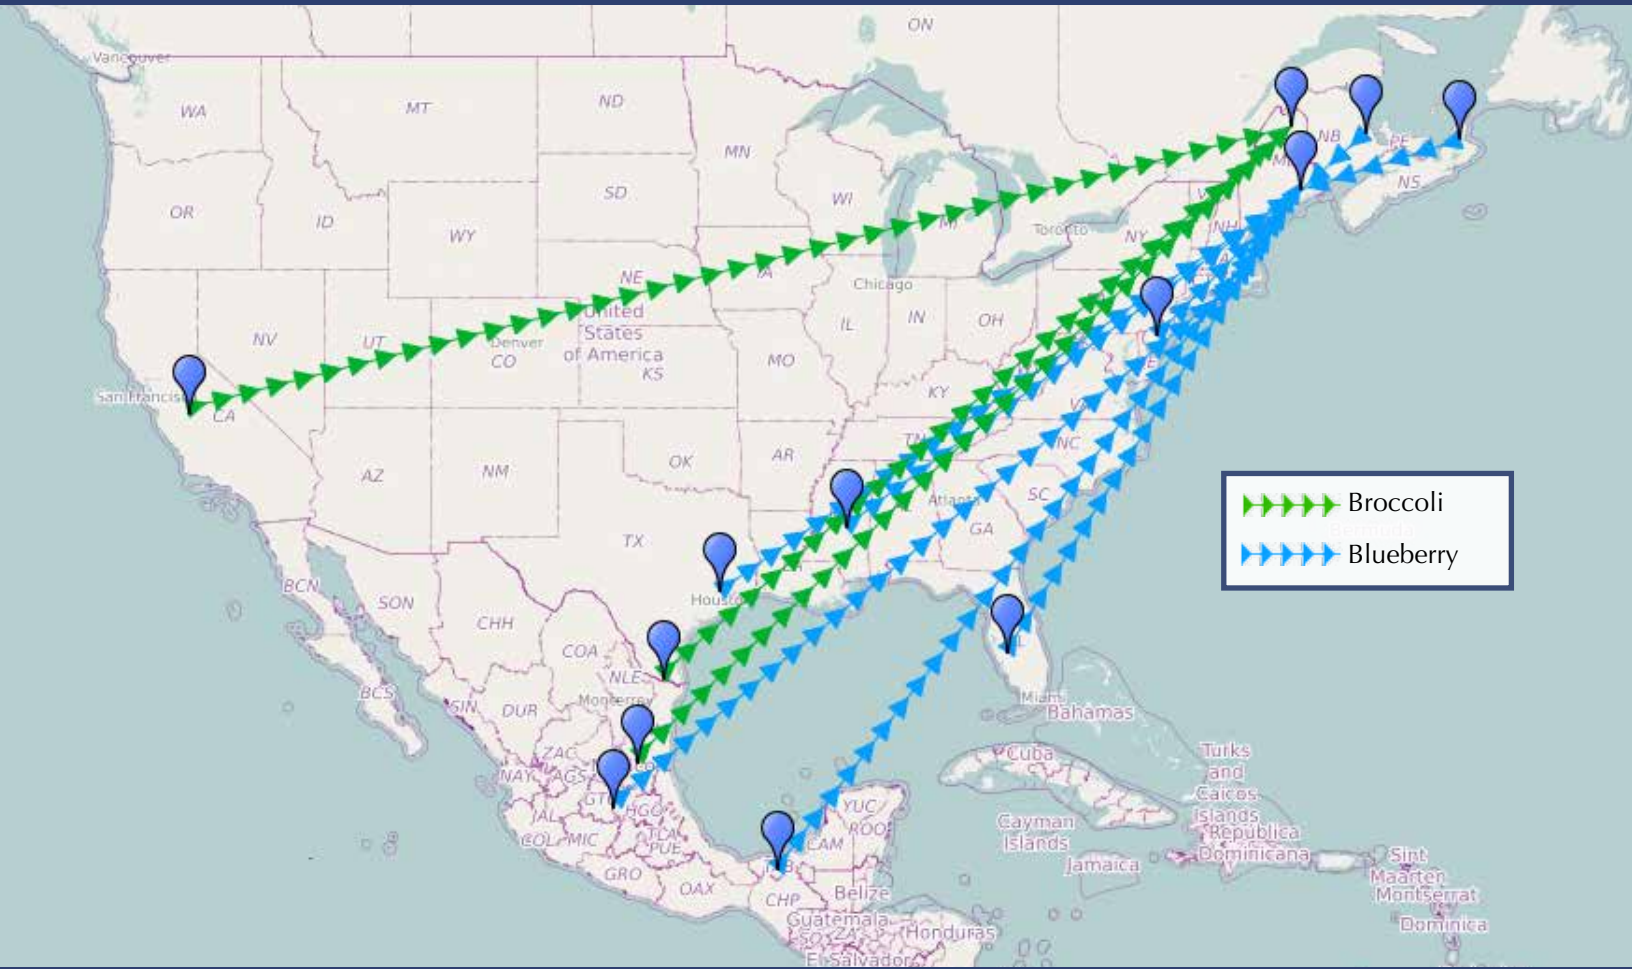 ON
Vancouver
WA
MT
ND
MN
NB
PE
OR
ID
SD
WI
NS
WY
MI
Toronto
NY
NH
NE
IA
Chicago
NV
UT
Denver
CO
United
States
of America
KS
MO
IL
IN
OH
KY
San Francisc
CA
AZ
NM
OK
AR
TN
NC
SC
Atlanta
GA
TX
Broccoli
Blueberry
BCN
SON
CHH
COA
NLE
Monterrey
BCS
SIN
DUR
ZAC
NAY
AGS
HGO
JAL
COL
MIC
TLA
PUE
GRO
OAX
CHP
CAM
YUC
ROO
Miami
Bahamas
Cuba
Cayman
Islands
Jamaica
Turks
and
Caicos
Islands
República
Dominicana
Sint
Maarten
Montserrat
Dominica
Belize
Guatemala
Honduras
El Salvador